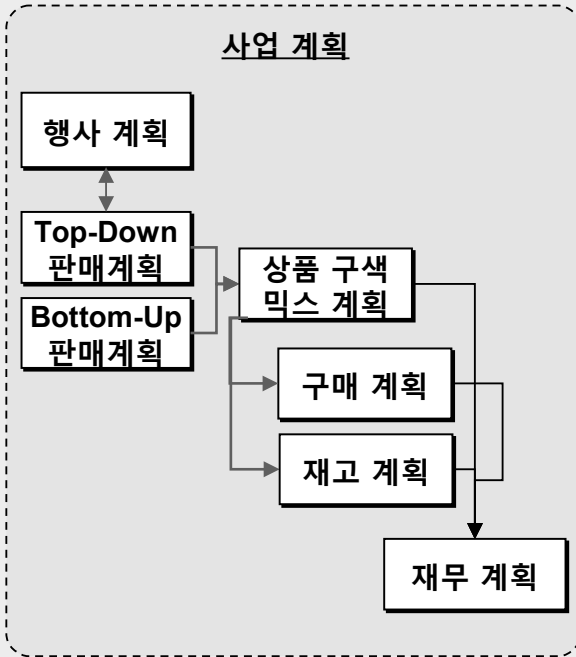 사업 계획
행사 계획
Top-Down
판매계획
Bottom-Up
판매계획
상품 구색
믹스 계획
구매 계획
재고 계획
재무 계획